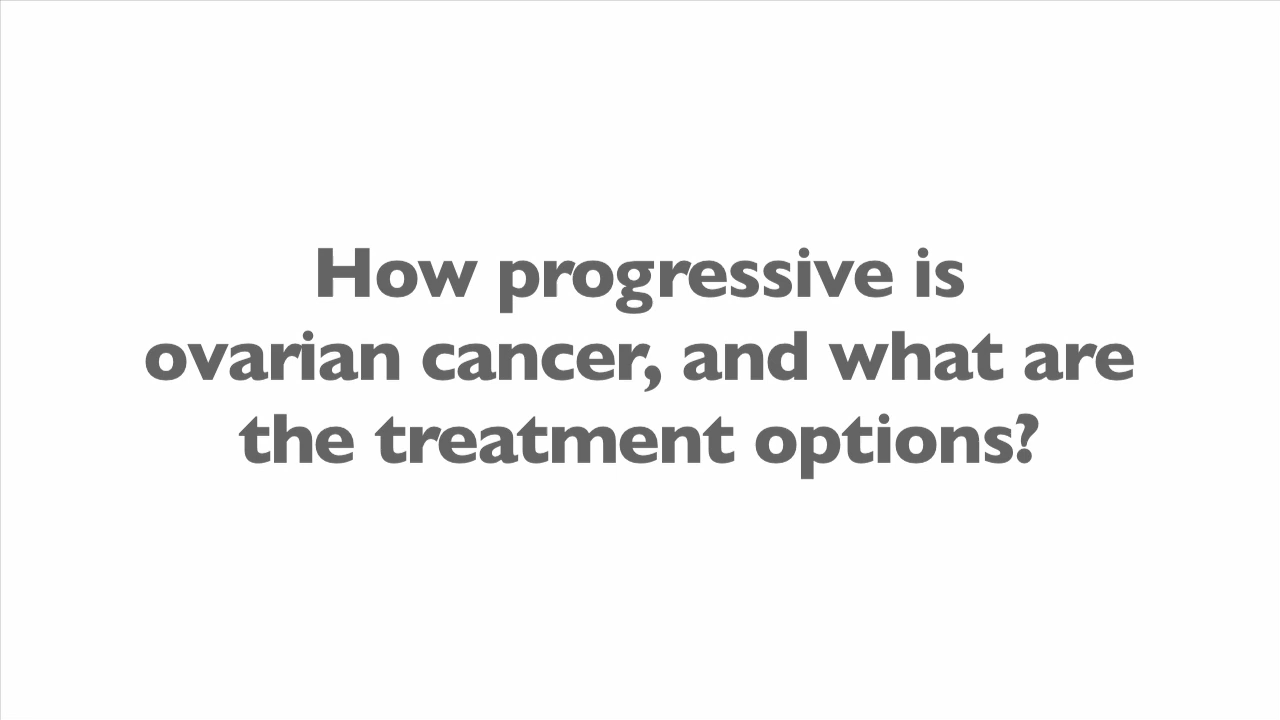 How progressive is
ovarian cancer, and what are
the treatment options?